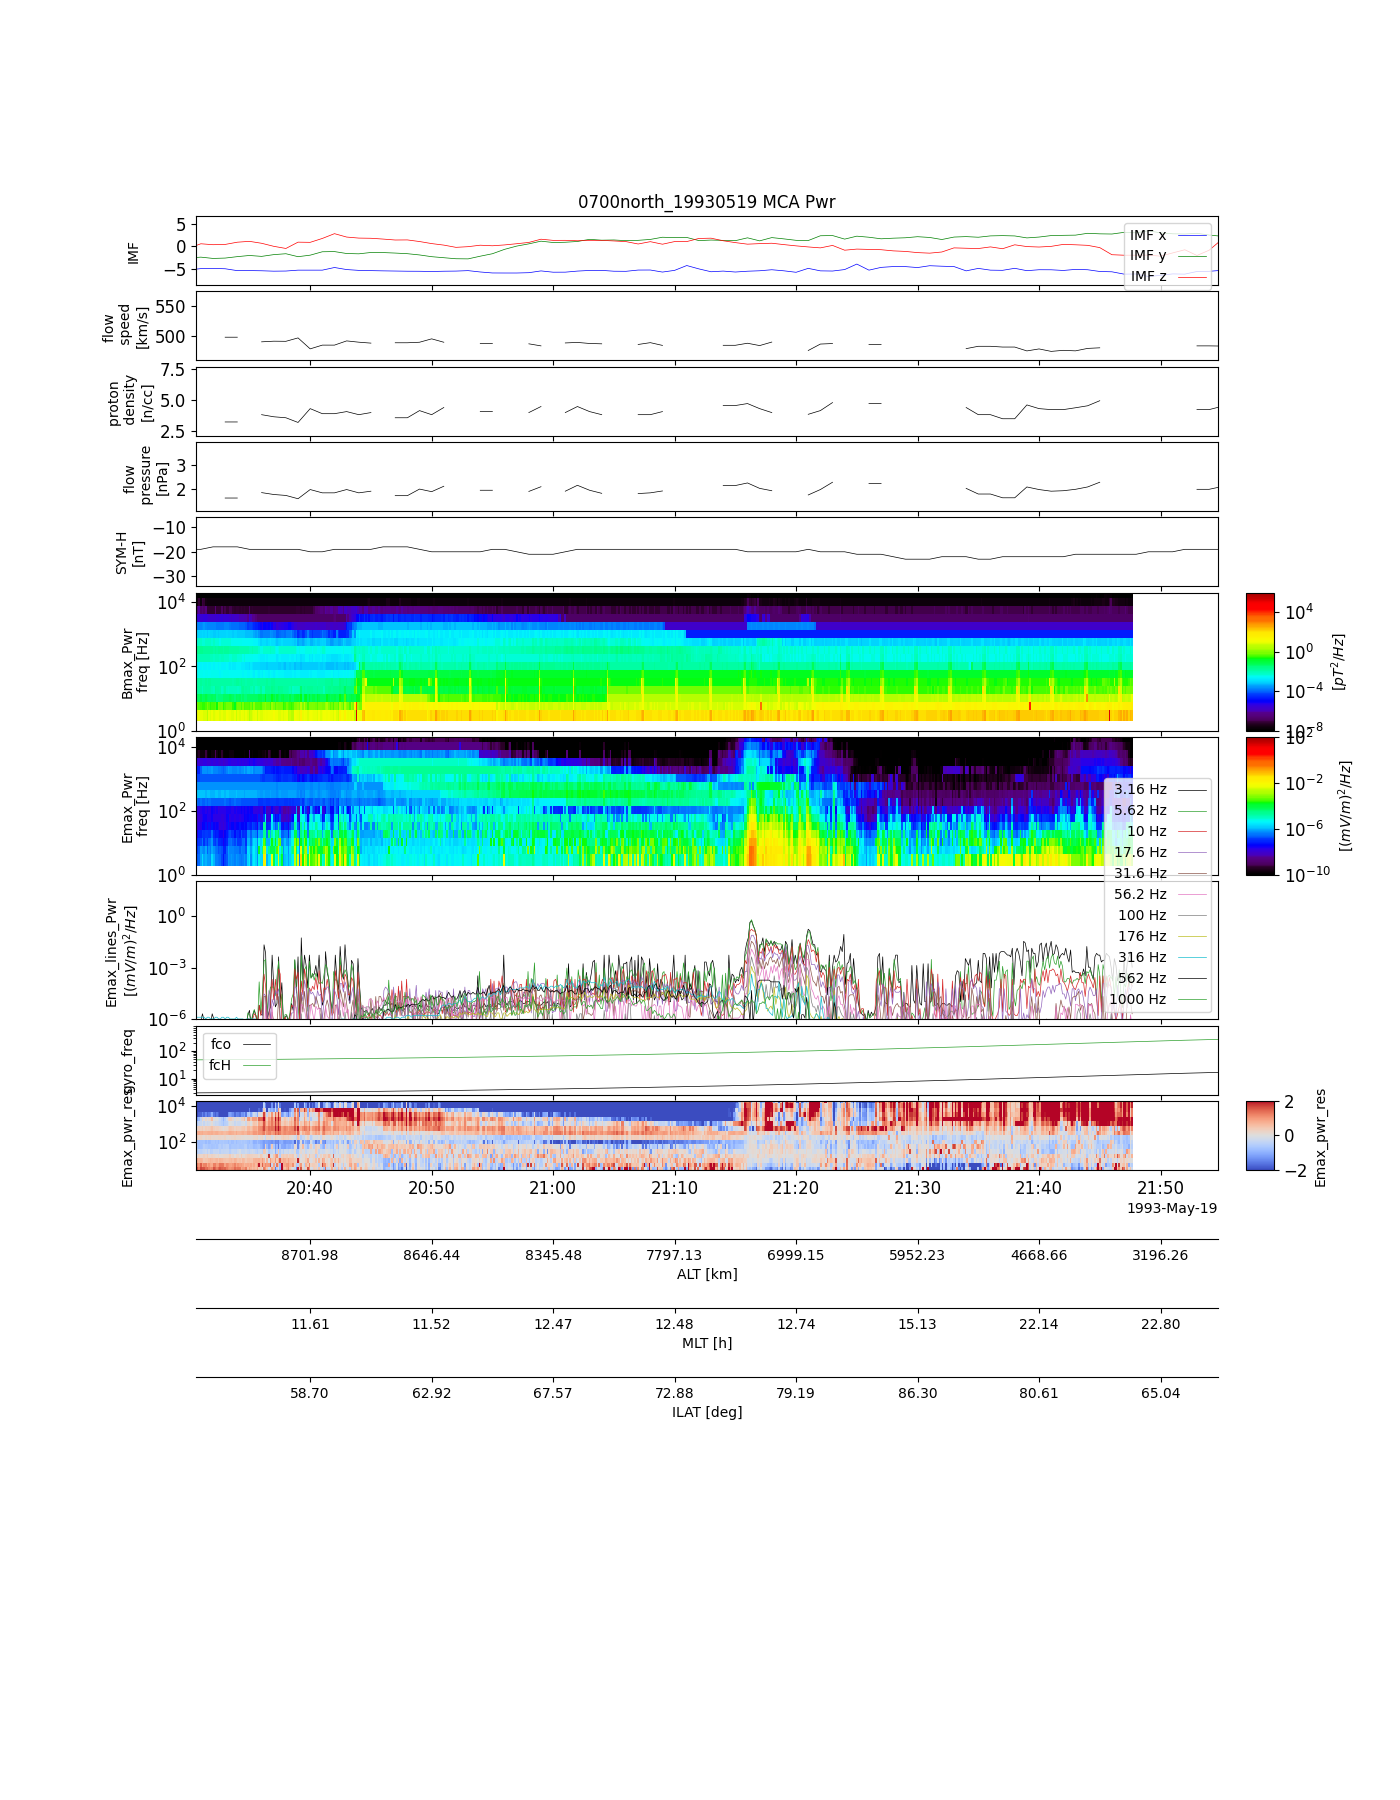 0700north_19930519 MCA Pwr
5
0
−5
IMF
IMF x
IMF y
IMF z
550
500
flow
speed
[km/s]
7.5
5.0
2.5
proton
density
[n/cc]
3
2
flow
pressure
[nPa]
−10
−20
−30
SYM-H
[nT]
10^4
10^2
10^0
Bmax_Pwr
freq [Hz]
10^4
10^0
10^−4
10^−8
[pT^2/Hz]
10^4
10^2
10^0
Emax_Pwr
freq [Hz]
10^2
10^−2
10^−6
10^−10
[(mV/m)^2/Hz]
3.16 Hz
5.62 Hz
10 Hz
17.6 Hz
31.6 Hz
56.2 Hz
100 Hz
176 Hz
316 Hz
562 Hz
1000 Hz
10^0
10^−3
10^−6
Emax_lines_Pwr
[(mV/m)^2/Hz]
10^2
10^1
gyro_freq
fco
fcH
10^4
10^2
Emax_pwr_res
2
0
−2
Emax_pwr_res
20:40 20:50 21:00 21:10 21:20 21:30 21:40 21:50
1993-May-19
8701.98 8646.44 8345.48 7797.13 6999.15 5952.23 4668.66 3196.26
ALT [km]
11.61 11.52 12.47 12.48 12.74 15.13 22.14 22.80
MLT [h]
58.70 62.92 67.57 72.88 79.19 86.30 80.61 65.04
ILAT [deg]